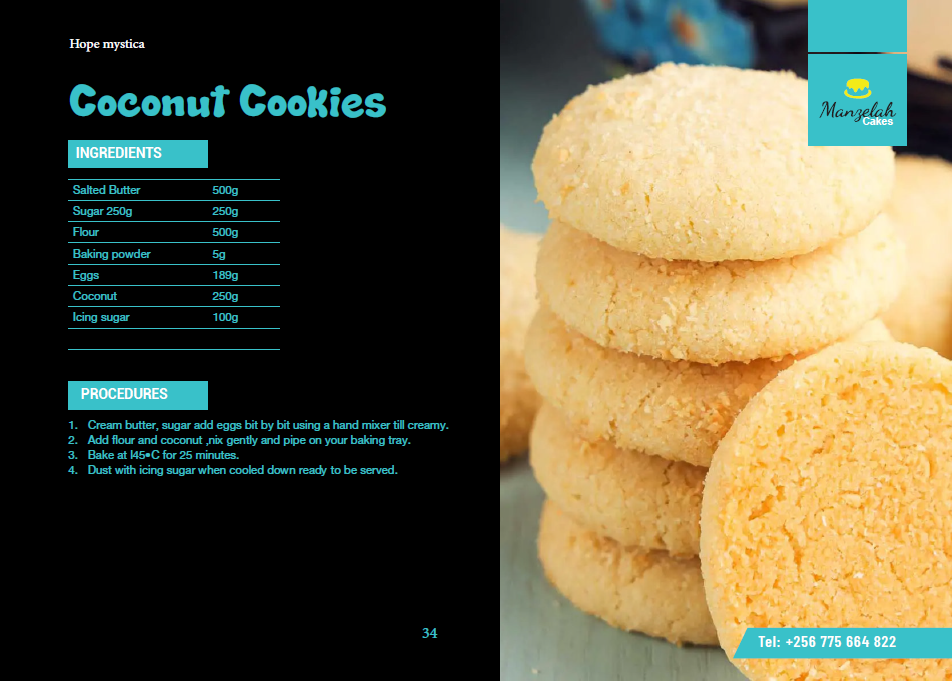 Hope mystica
Coconut Cookies
INGREDIENTS
Salted Butter 500g
Sugar 250g 250g
Flour 500g
Baking powder 5g
Eggs 189g
Coconut 250g
Icing sugar 100g
PROCEDURES
1. Cream butter, sugar add eggs bit by bit using a hand mixer till creamy.
2. Add flour and coconut ,nix gently and pipe on your baking tray.
3. Bake at I45•C for 25 minutes.
4. Dust with icing sugar when cooled down ready to be served.
34
Manzelah
Cakes
Tel: +256 775 664 822